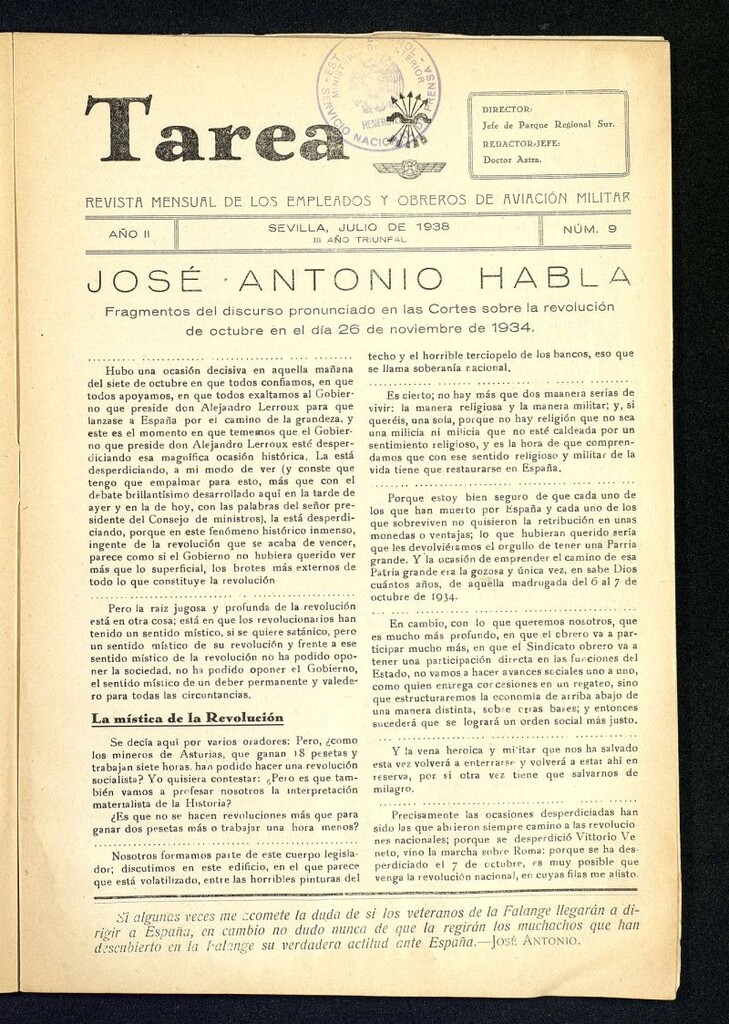 Tarea
SERVICIO NACIONAL DE PRENSA
DIRECTOR:
Jefe de Parque Regional Sur.
REDACTOR-JEFE:
Doctor Astra.
REVISTA MENSUAL DE LOS EMPLEADOS Y OBREROS DE AVIACIÓN MILITAR
AÑO II
SEVILLA, JULIO DE 1938
III AÑO TRIUNFAL
NÚM. 9
JOSÉ ANTONIO HABLA
Fragmentos del discurso pronunciado en las Cortes sobre la revolución
de octubre en el día 26 de noviembre de 1934.
Hubo una ocasión decisiva en aquella mañana
del siete de octubre en que todos confiamos, en que
todos apoyamos, en que todos exaltamos al Gobier-
no que preside don Alejandro Lerroux para que
lanzase a España por el camino de la grandeza, y
este es el momento en que tememos que el Gobier-
no que preside don Alejandro Lerroux esté desper-
diciando esa magnífica ocasión histórica. La está
desperdiciando, a mi modo de ver (y conste que
tengo que empalmar para esto, más que con el
debate brillantísimo desarrollado aquí en la tarde de
ayer y en la de hoy, con las palabras del señor pre-
sidente del Consejo de ministros), la está desperdi-
ciando, porque en este fenómeno histórico inmenso,
ingente de la revolución que se acaba de vencer,
parece como si el Gobierno no hubiera querido ver
más que lo superficial, los brotes más externos de
todo lo que constituye la revolución
Pero la raiz jugosa y profunda de la revolución
está en otra cosa; está en que los revolucionarios han
tenido un sentido místico, si se quiere satánico, pero
un sentido místico de su revolución y frente a ese
sentido místico de la revolución no ha podido opo-
ner la sociedad, no ha podido oponer el Gobierno,
el sentido místico de un deber permanente y valede-
ro para todas las circuntancias.
La mística de la Revolución
Se decía aquí por varios oradores: Pero, ¿como
los mineros de Asturias, que ganan 18 pesetas y
trabajan siete horas, han podido hacer una revolución
socialista? Yo quisiera contestar: ¿Pero es que tam-
bién vamos a profesar nosotros la interpretación
materialista de la Historia?
¿Es que no se hacen revoluciones más que para
ganar dos pesetas más o trabajar una hora menos?
Nosotros formamos parte de este cuerpo legisla-
dor; discutimos en este edificio, en el que parece
que está volatilizado, entre las horribles pinturas del
techo y el horrible terciopelo de los bancos, eso que
se llama soberanía nacional.
Es cierto; no hay más que dos maanera serias de
vivir: la manera religiosa y la manera militar; y, si
queréis, una sola, porque no hay religión que no sea
una milicia ni milicia que no esté caldeada por un
sentimiento religioso, y es la hora de que compren-
damos que con ese sentido religioso y militar de la
vida tiene que restaurarse en España.
Porque estoy bien seguro de que cada uno de
los que han muerto por España y cada uno de los
que sobreviven no quisieron la retribución en unas
monedas o ventajas; lo que hubieran querido sería
que les devolviéramos el orgullo de tener una Patria
grande. Y la ocasión de emprender el camino de esa
Patria grande era la gozosa y única vez, en sabe Dios
cuántos años, de aquella madrugada del 6 al 7 de
octubre de 1934.
En cambio, con lo que queremos nosotros, que
es mucho más profundo, en que el obrero va a par-
ticipar mucho más, en que el Sindicato obrero va a
tener una participación directa en las funciones del
Estado, no vamos a hacer avances sociales uno a uno,
como quien entrega concesiones en un regateo, sino
que estructuraremos la economía de arriba abajo de
una manera distinta, sobre otras bases; y entonces
sucederá que se logrará un orden social más justo.
Y la vena heroica y militar que nos ha salvado
esta vez volverá a enterrarse y volverá a estar ahí en
reserva, por si otra vez tiene que salvarnos de
milagro.
Precisamente las ocasiones desperdiciadas han
sido las que abrieron siempre camino a las revolucio
nes nacionales; porque se desperdició Vittorio Ve
neto, vino la marcha sobre Roma; porque se ha des-
perdiciado el 7 de octubre, es muy posible que
venga la revolución nacional, en cuyas filas me alisto.
Si algunas veces me acomete la duda de si los veteranos de la Falange llegarán a di-
rigir a España, en cambio no dudo nunca de que la regirán los muchachos que han
descubierto en la Falange su verdadera actitud ante España.—JOSÉ ANTONIO.